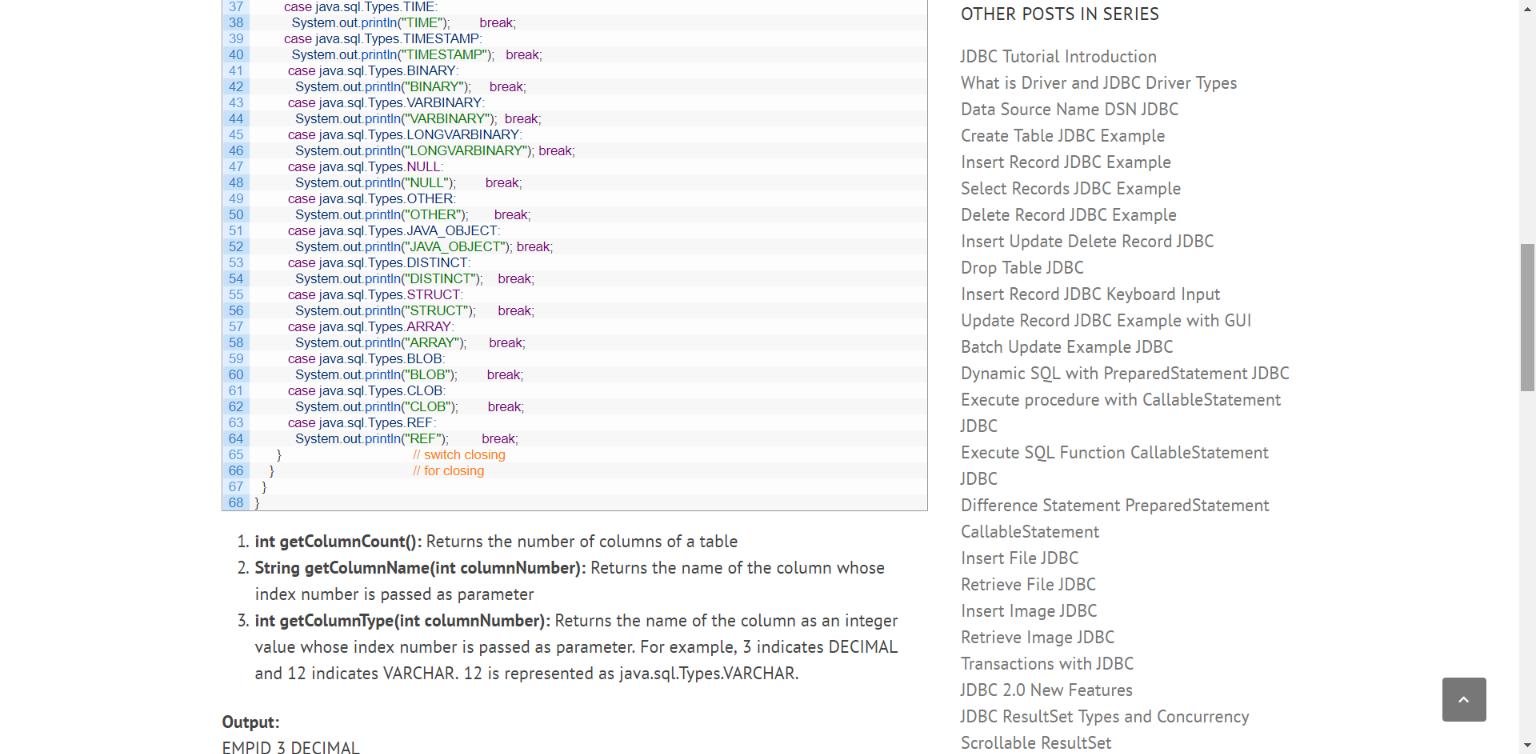 37 case java.sql.Types.TIME:
38 System.out.println("TIME"); break;
39 case java.sql.Types.TIMESTAMP:
40 System.out.println("TIMESTAMP"); break;
41 case java.sql.Types.BINARY:
42 System.out.println("BINARY"); break;
43 case java.sql.Types.VARBINARY:
44 System.out.println("VARBINARY"); break;
45 case java.sql.Types.LONGVARBINARY:
46 System.out.println("LONGVARBINARY"); break;
47 case java.sql.Types.NULL:
48 System.out.println("NULL"); break;
49 case java.sql.Types.OTHER:
50 System.out.println("OTHER"); break;
51 case java.sql.Types.JAVA_OBJECT:
52 System.out.println("JAVA_OBJECT"); break;
53 case java.sql.Types.DISTINCT:
54 System.out.println("DISTINCT"); break;
55 case java.sql.Types.STRUCT:
56 System.out.println("STRUCT"); break;
57 case java.sql.Types.ARRAY:
58 System.out.println("ARRAY"); break;
59 case java.sql.Types.BLOB:
60 System.out.println("BLOB"); break;
61 case java.sql.Types.CLOB:
62 System.out.println("CLOB"); break;
63 case java.sql.Types.REF:
64 System.out.println("REF"); break;
65 } // switch closing
66 } // for closing
67 }
68 }
1. int getColumnCount(): Returns the number of columns of a table
2. String getColumnName(int columnNumber): Returns the name of the column whose
index number is passed as parameter
3. int getColumnType(int columnNumber): Returns the name of the column as an integer
value whose index number is passed as parameter. For example, 3 indicates DECIMAL
and 12 indicates VARCHAR. 12 is represented as java.sql.Types.VARCHAR.
Output:
EMPID 3 DECIMAL
OTHER POSTS IN SERIES
JDBC Tutorial Introduction
What is Driver and JDBC Driver Types
Data Source Name DSN JDBC
Create Table JDBC Example
Insert Record JDBC Example
Select Records JDBC Example
Delete Record JDBC Example
Insert Update Delete Record JDBC
Drop Table JDBC
Insert Record JDBC Keyboard Input
Update Record JDBC Example with GUI
Batch Update Example JDBC
Dynamic SQL with PreparedStatement JDBC
Execute procedure with CallableStatement
JDBC
Execute SQL Function CallableStatement
JDBC
Difference Statement PreparedStatement
CallableStatement
Insert File JDBC
Retrieve File JDBC
Insert Image JDBC
Retrieve Image JDBC
Transactions with JDBC
JDBC 2.0 New Features
JDBC ResultSet Types and Concurrency
Scrollable ResultSet